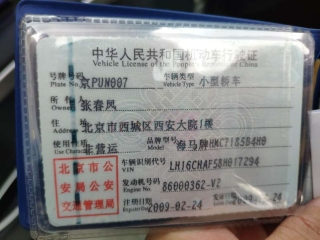 中华人民共和国机动车行驶证
Vehicle License of the People's Republic of China
号牌号码 京PUN007 车辆类型 小型轿车
Plate No. Vehicle Type
所有人 张春凤
Owner
住址 北京市西城区西安大院1楼
使用性质 非营运 品牌型号 海马牌HMC7185B4H0
北京市公安局公安交通管理局
车辆识别代号 LH16CHAF58H017294
VIN
发动机号码 86000362-V2
Engine No.
注册日期 2009-02-24